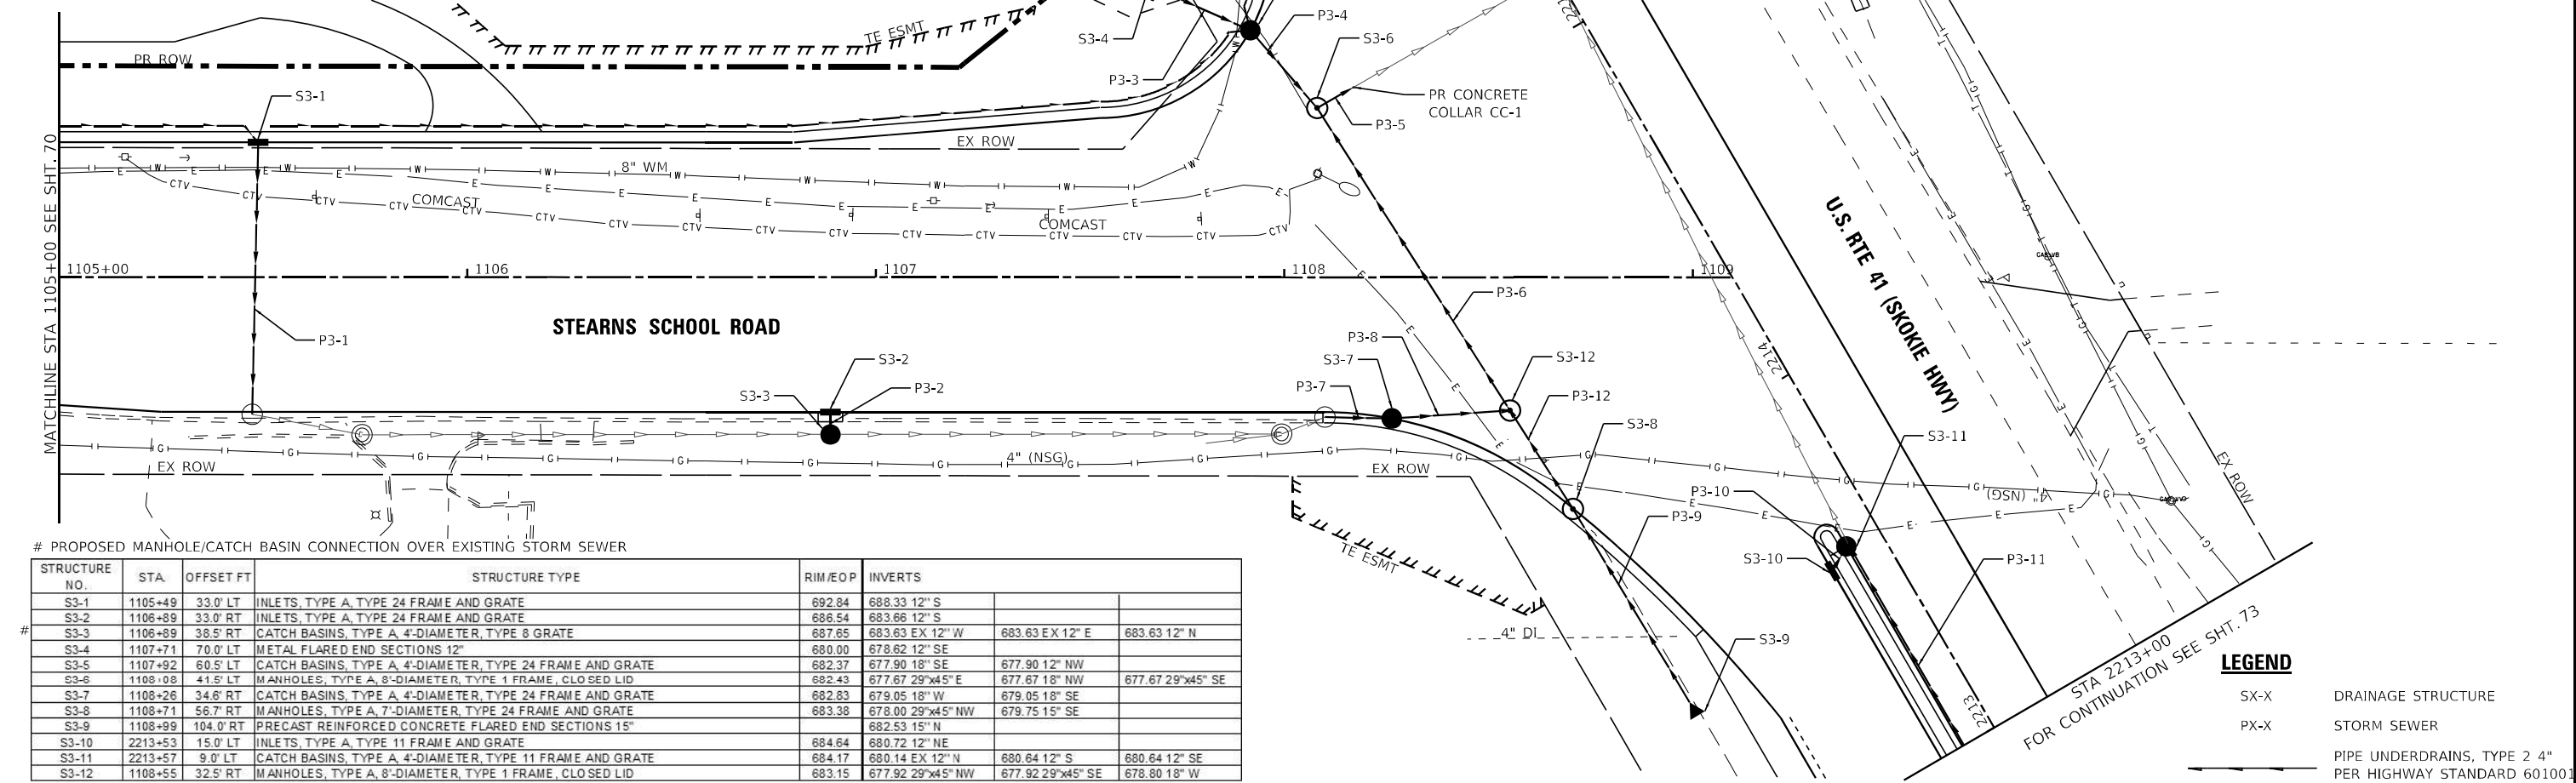 TE ESMT
PR ROW
S3-1
S3-4
P3-3
P3-4
S3-6
P3-5
PR CONCRETE
COLLAR CC-1
EX ROW
8" WM
COMCAST
COMCAST
MATCHLINE STA 1105+00 SEE SHT. 70
1105+00
1106
1107
1108
1109
STEARNS SCHOOL ROAD
U.S. RTE 41 (SKOKIE HWY)
P3-1
S3-2
S3-3
P3-2
P3-6
P3-8
S3-7
P3-7
S3-12
P3-12
S3-8
S3-11
P3-10
P3-9
S3-10
P3-11
S3-9
2214
2213
4" (NSG)
4" (NSG)
EX ROW
EX ROW
EX ROW
TE ESMT
4" DI
STA 2213+00
FOR CONTINUATION SEE SHT. 73
# PROPOSED MANHOLE/CATCH BASIN CONNECTION OVER EXISTING STORM SEWER
STRUCTURE NO. STA. OFFSET FT STRUCTURE TYPE RIM/EOP INVERTS
S3-1 1105+49 33.0' LT INLETS, TYPE A, TYPE 24 FRAME AND GRATE 692.84 688.33 12" S
S3-2 1106+89 33.0' RT INLETS, TYPE A, TYPE 24 FRAME AND GRATE 686.54 683.66 12" S
# S3-3 1106+89 38.5' RT CATCH BASINS, TYPE A, 4'-DIAMETER, TYPE 8 GRATE 687.65 683.63 EX 12" W 683.63 EX 12" E 683.63 12" N
S3-4 1107+71 70.0' LT METAL FLARED END SECTIONS 12" 680.00 678.62 12" SE
S3-5 1107+92 60.5' LT CATCH BASINS, TYPE A, 4'-DIAMETER, TYPE 24 FRAME AND GRATE 682.37 677.90 18" SE 677.90 12" NW
S3-6 1108+08 41.5' LT MANHOLES, TYPE A, 8'-DIAMETER, TYPE 1 FRAME, CLOSED LID 682.43 677.67 29"x45" E 677.67 18" NW 677.67 29"x45" SE
S3-7 1108+26 34.6' RT CATCH BASINS, TYPE A, 4'-DIAMETER, TYPE 24 FRAME AND GRATE 682.83 679.05 18" W 679.05 18" SE
S3-8 1108+71 56.7' RT MANHOLES, TYPE A, 7'-DIAMETER, TYPE 24 FRAME AND GRATE 683.38 678.00 29"x45" NW 679.75 15" SE
S3-9 1108+99 104.0' RT PRECAST REINFORCED CONCRETE FLARED END SECTIONS 15" 682.53 15" N
S3-10 2213+53 15.0' LT INLETS, TYPE A, TYPE 11 FRAME AND GRATE 684.64 680.72 12" NE
S3-11 2213+57 9.0' LT CATCH BASINS, TYPE A, 4'-DIAMETER, TYPE 11 FRAME AND GRATE 684.17 680.14 EX 12" N 680.64 12" S 680.64 12" SE
S3-12 1108+55 32.5' RT MANHOLES, TYPE A, 8'-DIAMETER, TYPE 1 FRAME, CLOSED LID 683.15 677.92 29"x45" NW 677.92 29"x45" SE 678.80 18" W
LEGEND
SX-X DRAINAGE STRUCTURE
PX-X STORM SEWER
PIPE UNDERDRAINS, TYPE 2 4"
PER HIGHWAY STANDARD 601001